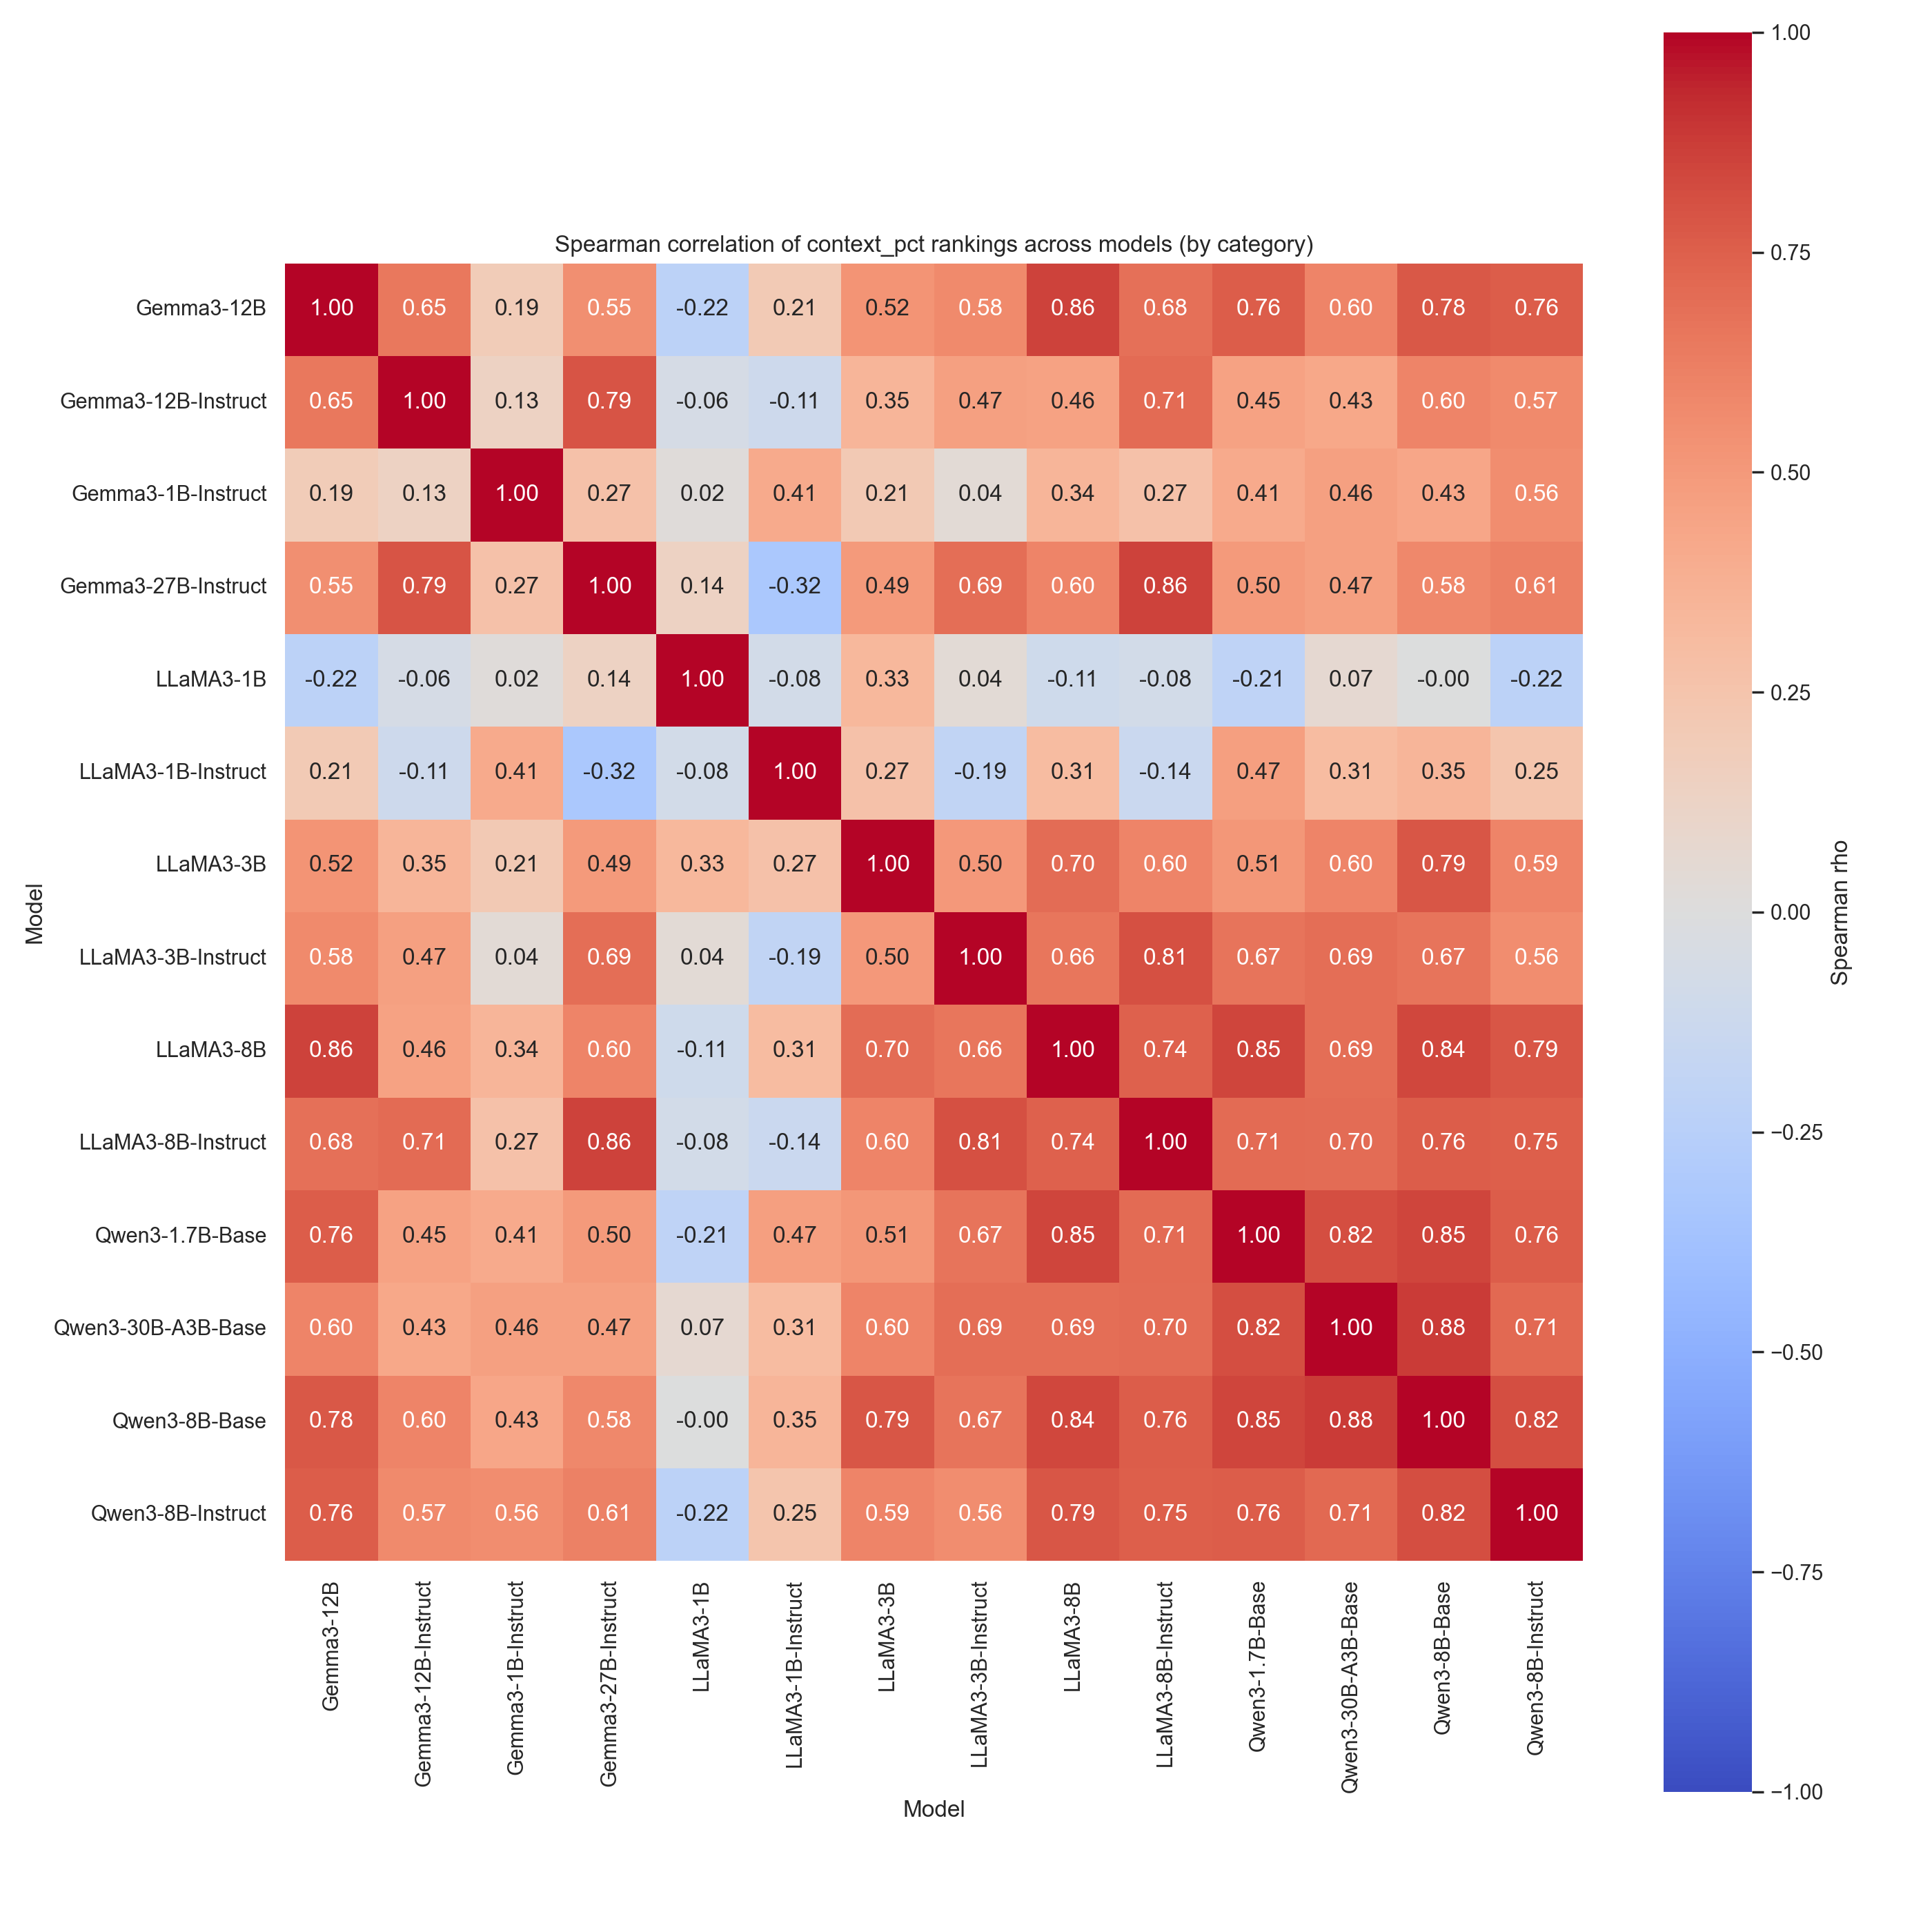 Spearman correlation of context_pct rankings across models (by category)
Gemma3-12B 1.00 0.65 0.19 0.55 -0.22 0.21 0.52 0.58 0.86 0.68 0.76 0.60 0.78 0.76
Gemma3-12B-Instruct 0.65 1.00 0.13 0.79 -0.06 -0.11 0.35 0.47 0.46 0.71 0.45 0.43 0.60 0.57
Gemma3-1B-Instruct 0.19 0.13 1.00 0.27 0.02 0.41 0.21 0.04 0.34 0.27 0.41 0.46 0.43 0.56
Gemma3-27B-Instruct 0.55 0.79 0.27 1.00 0.14 -0.32 0.49 0.69 0.60 0.86 0.50 0.47 0.58 0.61
LLaMA3-1B -0.22 -0.06 0.02 0.14 1.00 -0.08 0.33 0.04 -0.11 -0.08 -0.21 0.07 -0.00 -0.22
LLaMA3-1B-Instruct 0.21 -0.11 0.41 -0.32 -0.08 1.00 0.27 -0.19 0.31 -0.14 0.47 0.31 0.35 0.25
LLaMA3-3B 0.52 0.35 0.21 0.49 0.33 0.27 1.00 0.50 0.70 0.60 0.51 0.60 0.79 0.59
LLaMA3-3B-Instruct 0.58 0.47 0.04 0.69 0.04 -0.19 0.50 1.00 0.66 0.81 0.67 0.69 0.67 0.56
LLaMA3-8B 0.86 0.46 0.34 0.60 -0.11 0.31 0.70 0.66 1.00 0.74 0.85 0.69 0.84 0.79
LLaMA3-8B-Instruct 0.68 0.71 0.27 0.86 -0.08 -0.14 0.60 0.81 0.74 1.00 0.71 0.70 0.76 0.75
Qwen3-1.7B-Base 0.76 0.45 0.41 0.50 -0.21 0.47 0.51 0.67 0.85 0.71 1.00 0.82 0.85 0.76
Qwen3-30B-A3B-Base 0.60 0.43 0.46 0.47 0.07 0.31 0.60 0.69 0.69 0.70 0.82 1.00 0.88 0.71
Qwen3-8B-Base 0.78 0.60 0.43 0.58 -0.00 0.35 0.79 0.67 0.84 0.76 0.85 0.88 1.00 0.82
Qwen3-8B-Instruct 0.76 0.57 0.56 0.61 -0.22 0.25 0.59 0.56 0.79 0.75 0.76 0.71 0.82 1.00
Model
Gemma3-12B
Gemma3-12B-Instruct
Gemma3-1B-Instruct
Gemma3-27B-Instruct
LLaMA3-1B
LLaMA3-1B-Instruct
LLaMA3-3B
LLaMA3-3B-Instruct
LLaMA3-8B
LLaMA3-8B-Instruct
Qwen3-1.7B-Base
Qwen3-30B-A3B-Base
Qwen3-8B-Base
Qwen3-8B-Instruct
Model
1.00
0.75
0.50
0.25
0.00
−0.25
−0.50
−0.75
−1.00
Spearman rho